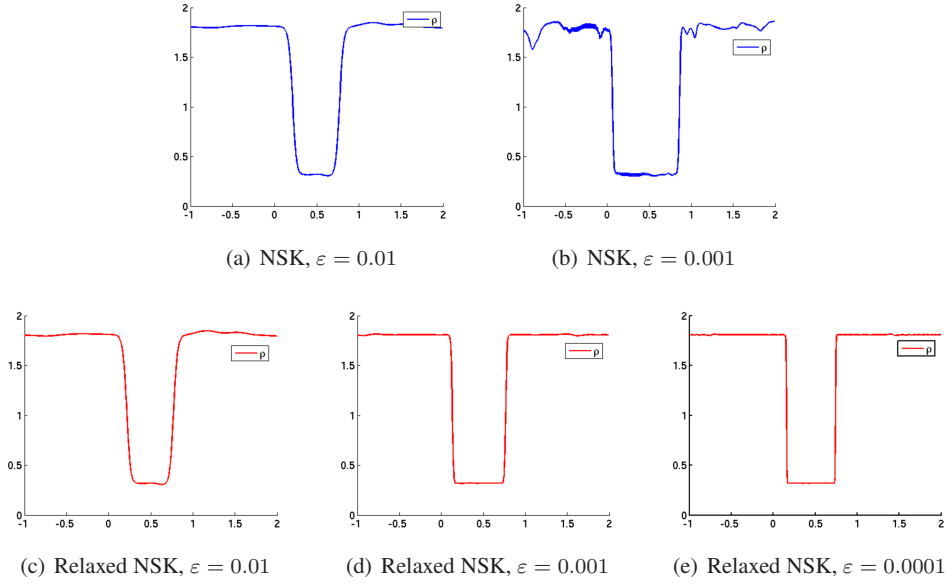 2
1.5
1
0.5
0
-1 -0.5 0 0.5 1 1.5 2
ρ
(a) NSK, ε = 0.01
2
1.5
1
0.5
0
-1 -0.5 0 0.5 1 1.5 2
ρ
(b) NSK, ε = 0.001
2
1.5
1
0.5
0
-1 -0.5 0 0.5 1 1.5 2
ρ
(c) Relaxed NSK, ε = 0.01
2
1.5
1
0.5
0
-1 -0.5 0 0.5 1 1.5 2
ρ
(d) Relaxed NSK, ε = 0.001
2
1.5
1
0.5
0
-1 -0.5 0 0.5 1 1.5 2
ρ
(e) Relaxed NSK, ε = 0.0001